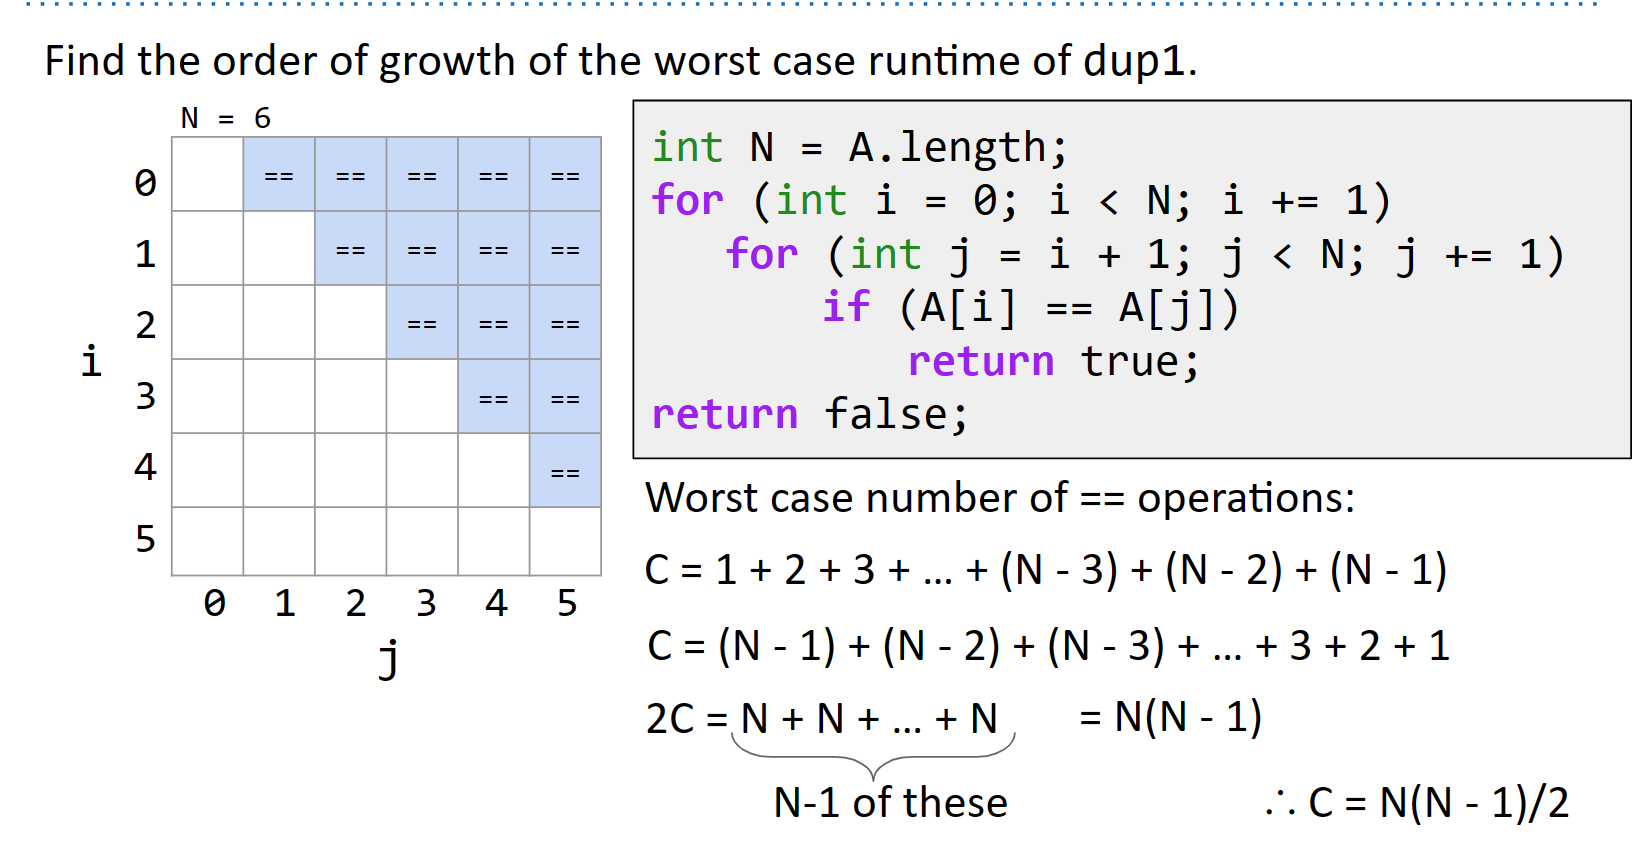 Find the order of growth of the worst case runtime of dup1.
N = 6
0 == == == == ==
1 == == == ==
2 == == ==
i
3 == ==
4 ==
5
0 1 2 3 4 5
j
int N = A.length;
for (int i = 0; i < N; i += 1)
for (int j = i + 1; j < N; j += 1)
if (A[i] == A[j])
return true;
return false;
Worst case number of == operations:
C = 1 + 2 + 3 + … + (N - 3) + (N - 2) + (N - 1)
C = (N - 1) + (N - 2) + (N - 3) + … + 3 + 2 + 1
2C = N + N + … + N = N(N - 1)
N-1 of these
∴ C = N(N - 1)/2